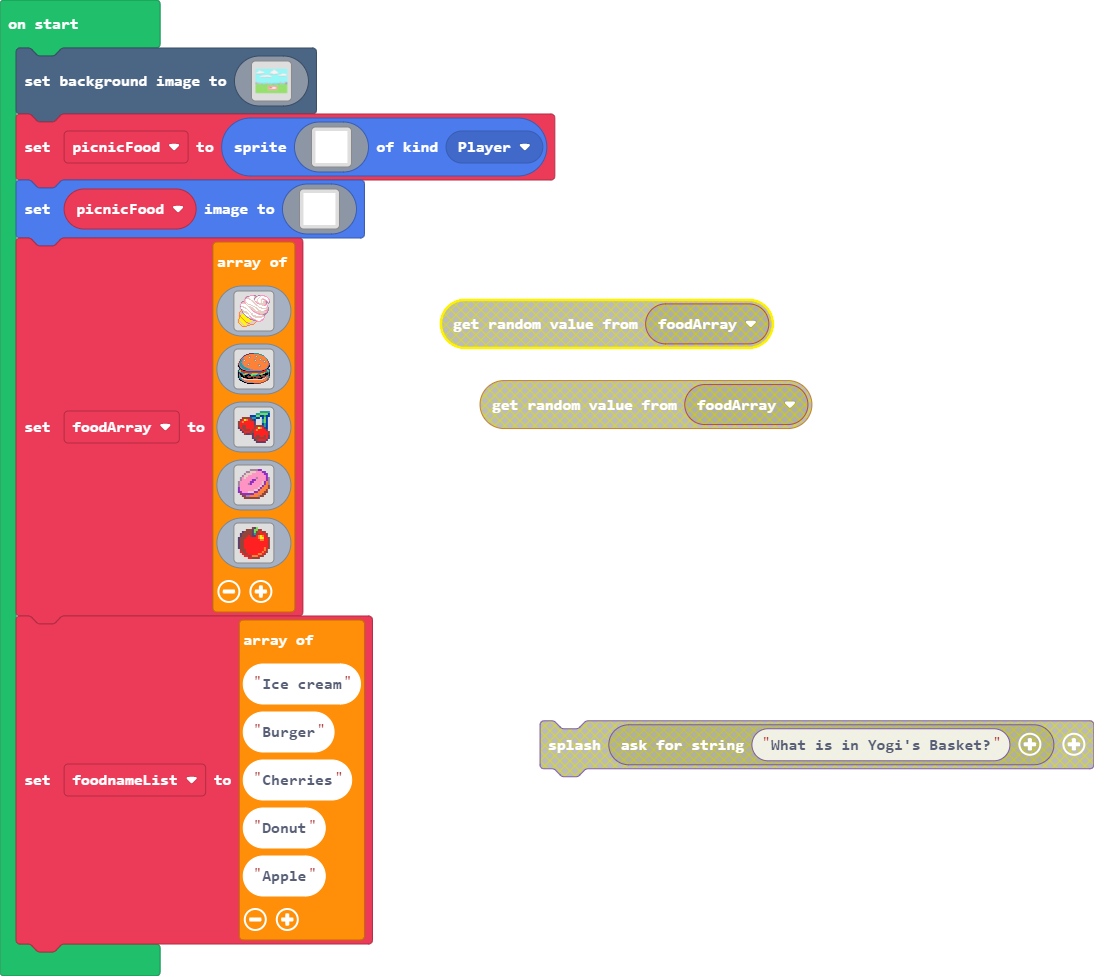 on start
set background image to
set picnicFood to sprite of kind Player
set picnicFood image to
array of
set foodArray to
get random value from foodArray
get random value from foodArray
array of
"Ice cream"
"Burger"
set foodnameList to "Cherries"
"Donut"
"Apple"
splash ask for string "What is in Yogi's Basket?"